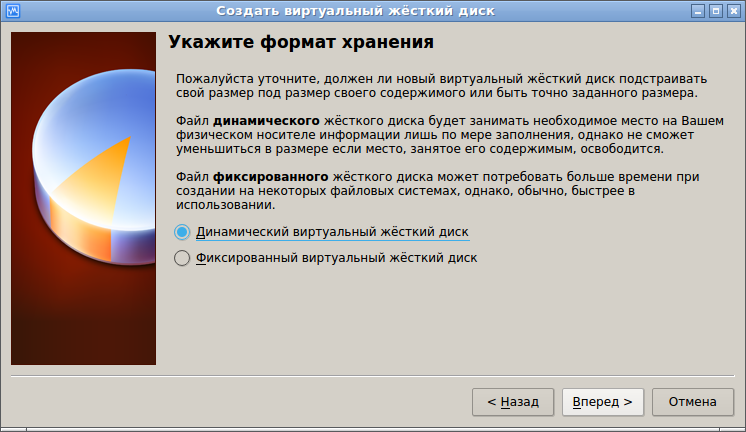 Создать виртуальный жёсткий диск
Укажите формат хранения
Пожалуйста уточните, должен ли новый виртуальный жёсткий диск подстраивать
свой размер под размер своего содержимого или быть точно заданного размера.
Файл динамического жёсткого диска будет занимать необходимое место на Вашем
физическом носителе информации лишь по мере заполнения, однако не сможет
уменьшиться в размере если место, занятое его содержимым, освободится.
Файл фиксированного жёсткого диска может потребовать больше времени при
создании на некоторых файловых системах, однако, обычно, быстрее в
использовании.
Динамический виртуальный жёсткий диск
Фиксированный виртуальный жёсткий диск
< Назад
Вперед >
Отмена